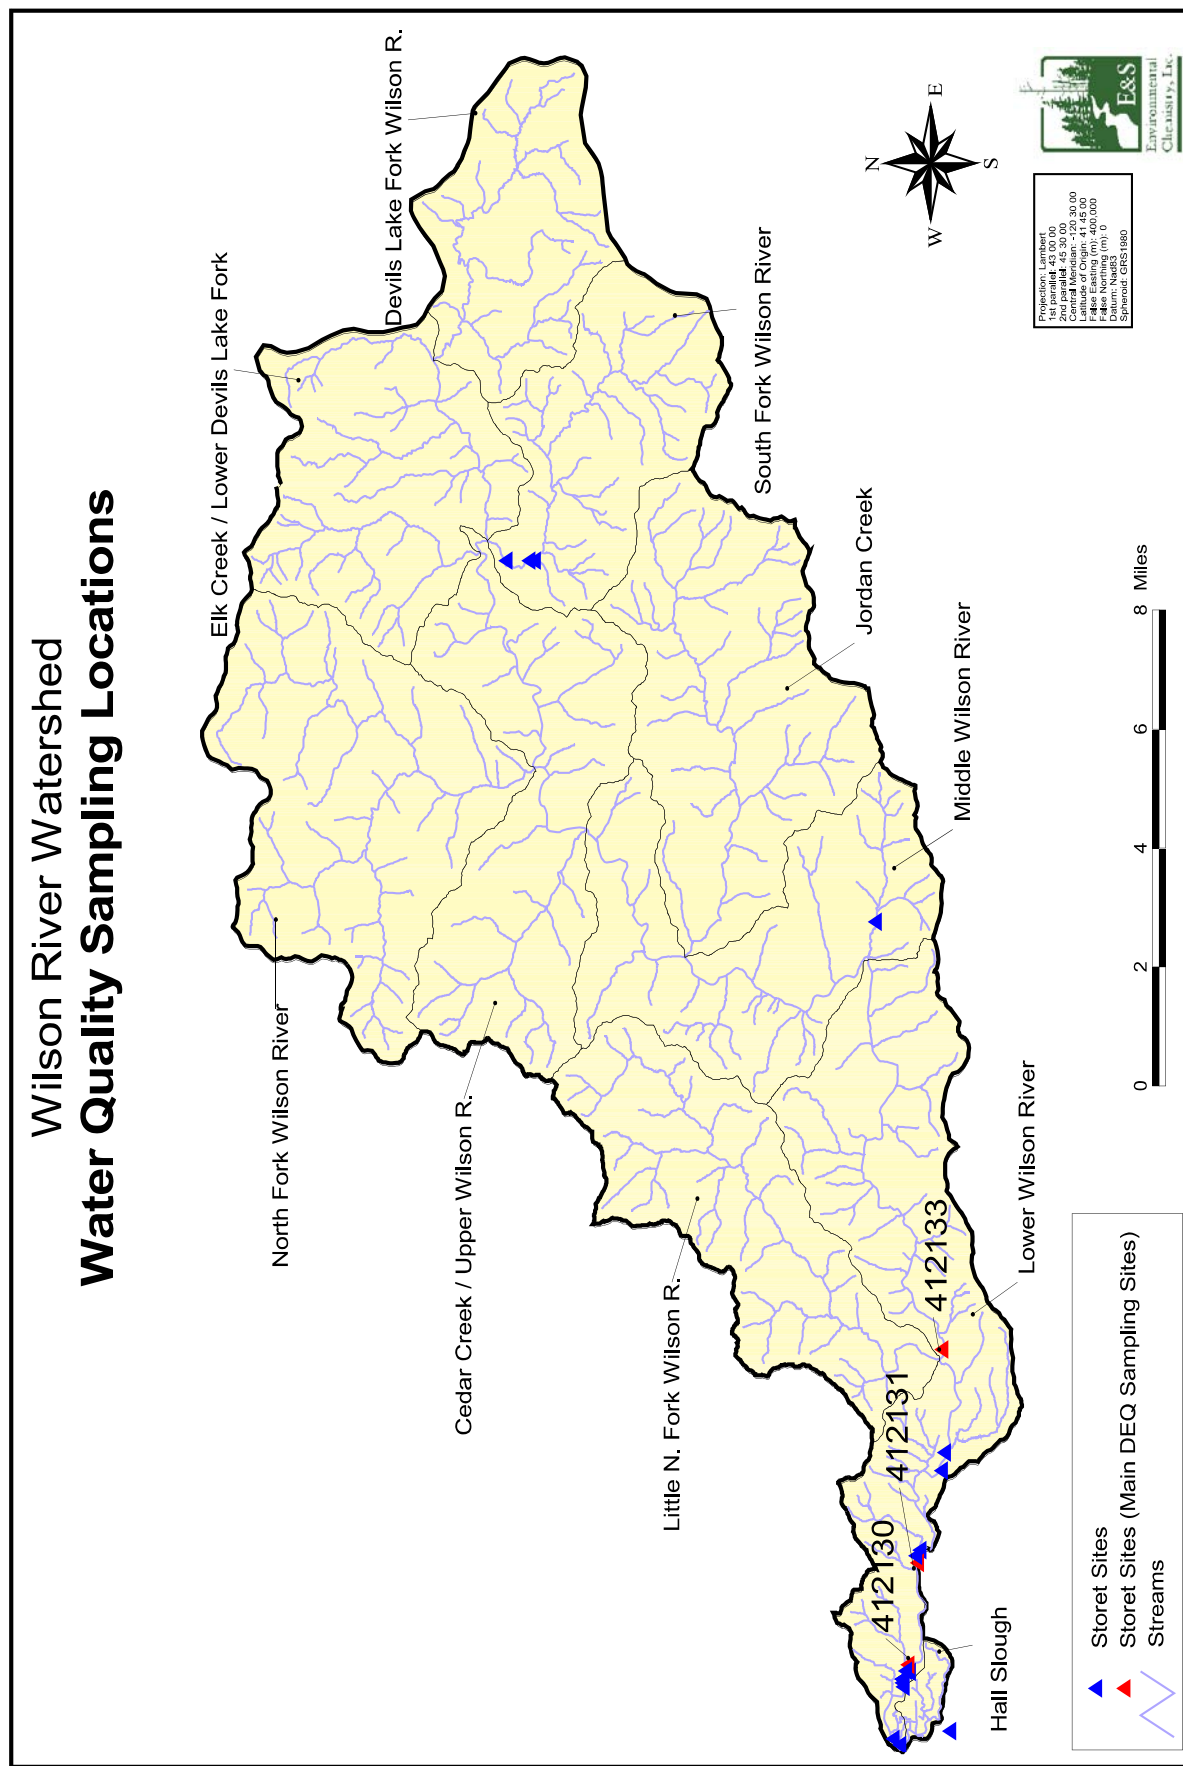 Wilson River Watershed
Water Quality Sampling Locations
Devils Lake Fork Wilson R.
Elk Creek / Lower Devils Lake Fork
North Fork Wilson River
Cedar Creek / Upper Wilson R.
Little N. Fork Wilson R.
South Fork Wilson River
Jordan Creek
Middle Wilson River
Lower Wilson River
Hall Slough
412130
412131
412133
N
W
E
S
Projection: Lambert
1st parallel: 43 00 00
2nd parallel: 45 30 00
Central Meridian: -120 30 00
Latitude of Origin: 41 45 00
False Easting (m): 400,000
False Northing (m): 0
Datum: Nad83
Spheroid: GRS1980
E&S
Environmental
Chemistry, Inc.
0 2 4 6 8 Miles
Storet Sites
Storet Sites (Main DEQ Sampling Sites)
Streams